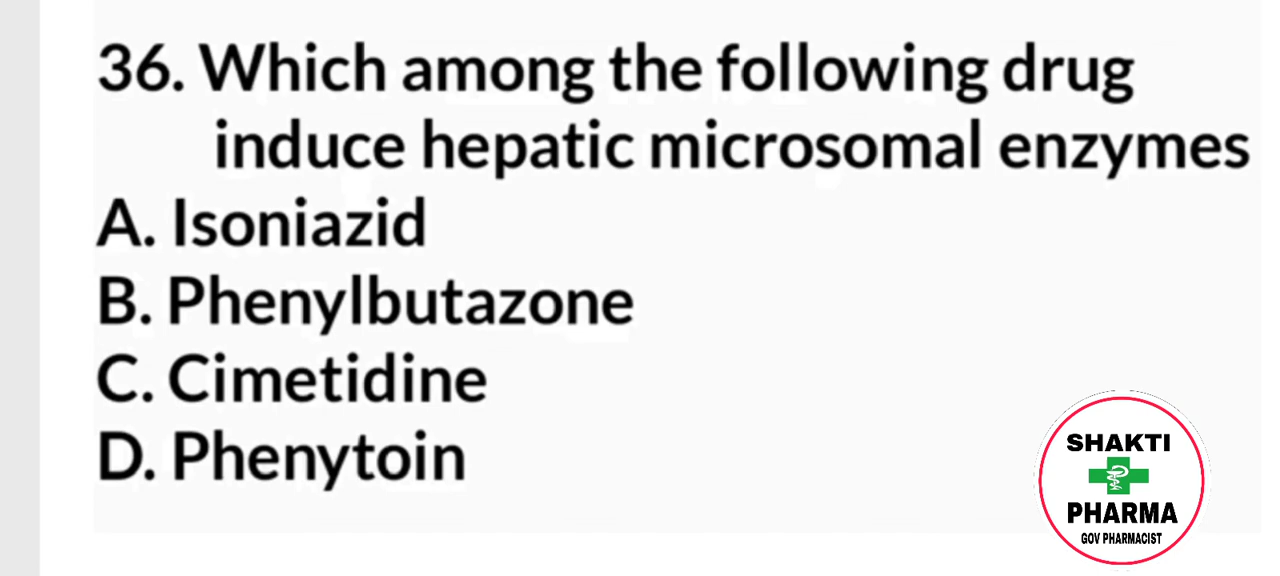 36. Which among the following drug
induce hepatic microsomal enzymes
A. Isoniazid
B. Phenylbutazone
C. Cimetidine
D. Phenytoin
SHAKTI
PHARMA
GOV PHARMACIST